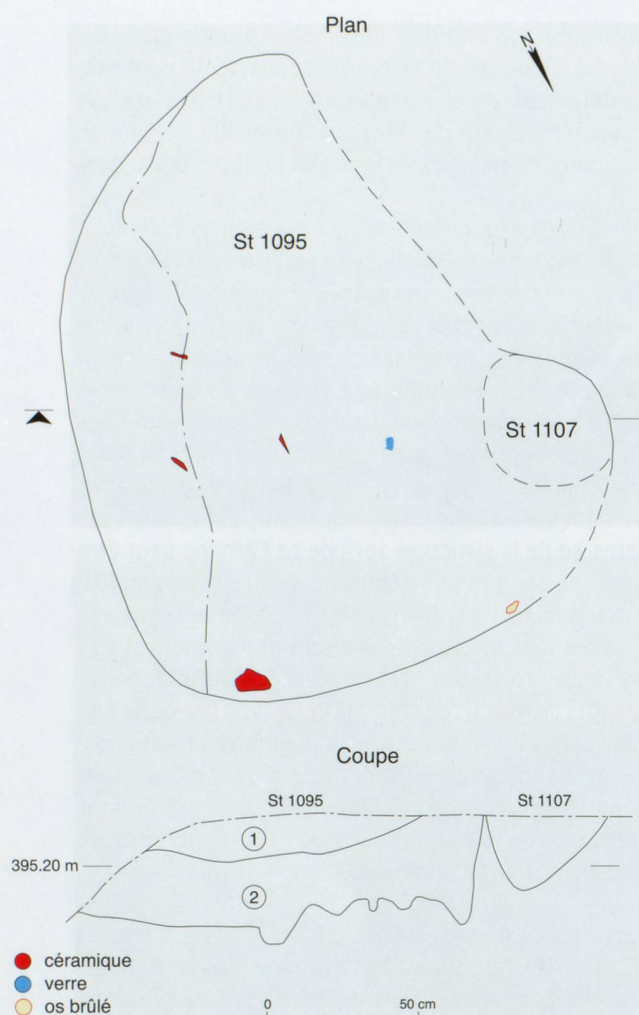 Plan
N
St 1095
St 1107
Coupe
St 1095 St 1107
1
395.20 m
2
céramique
verre
os brûlé
0 50 cm